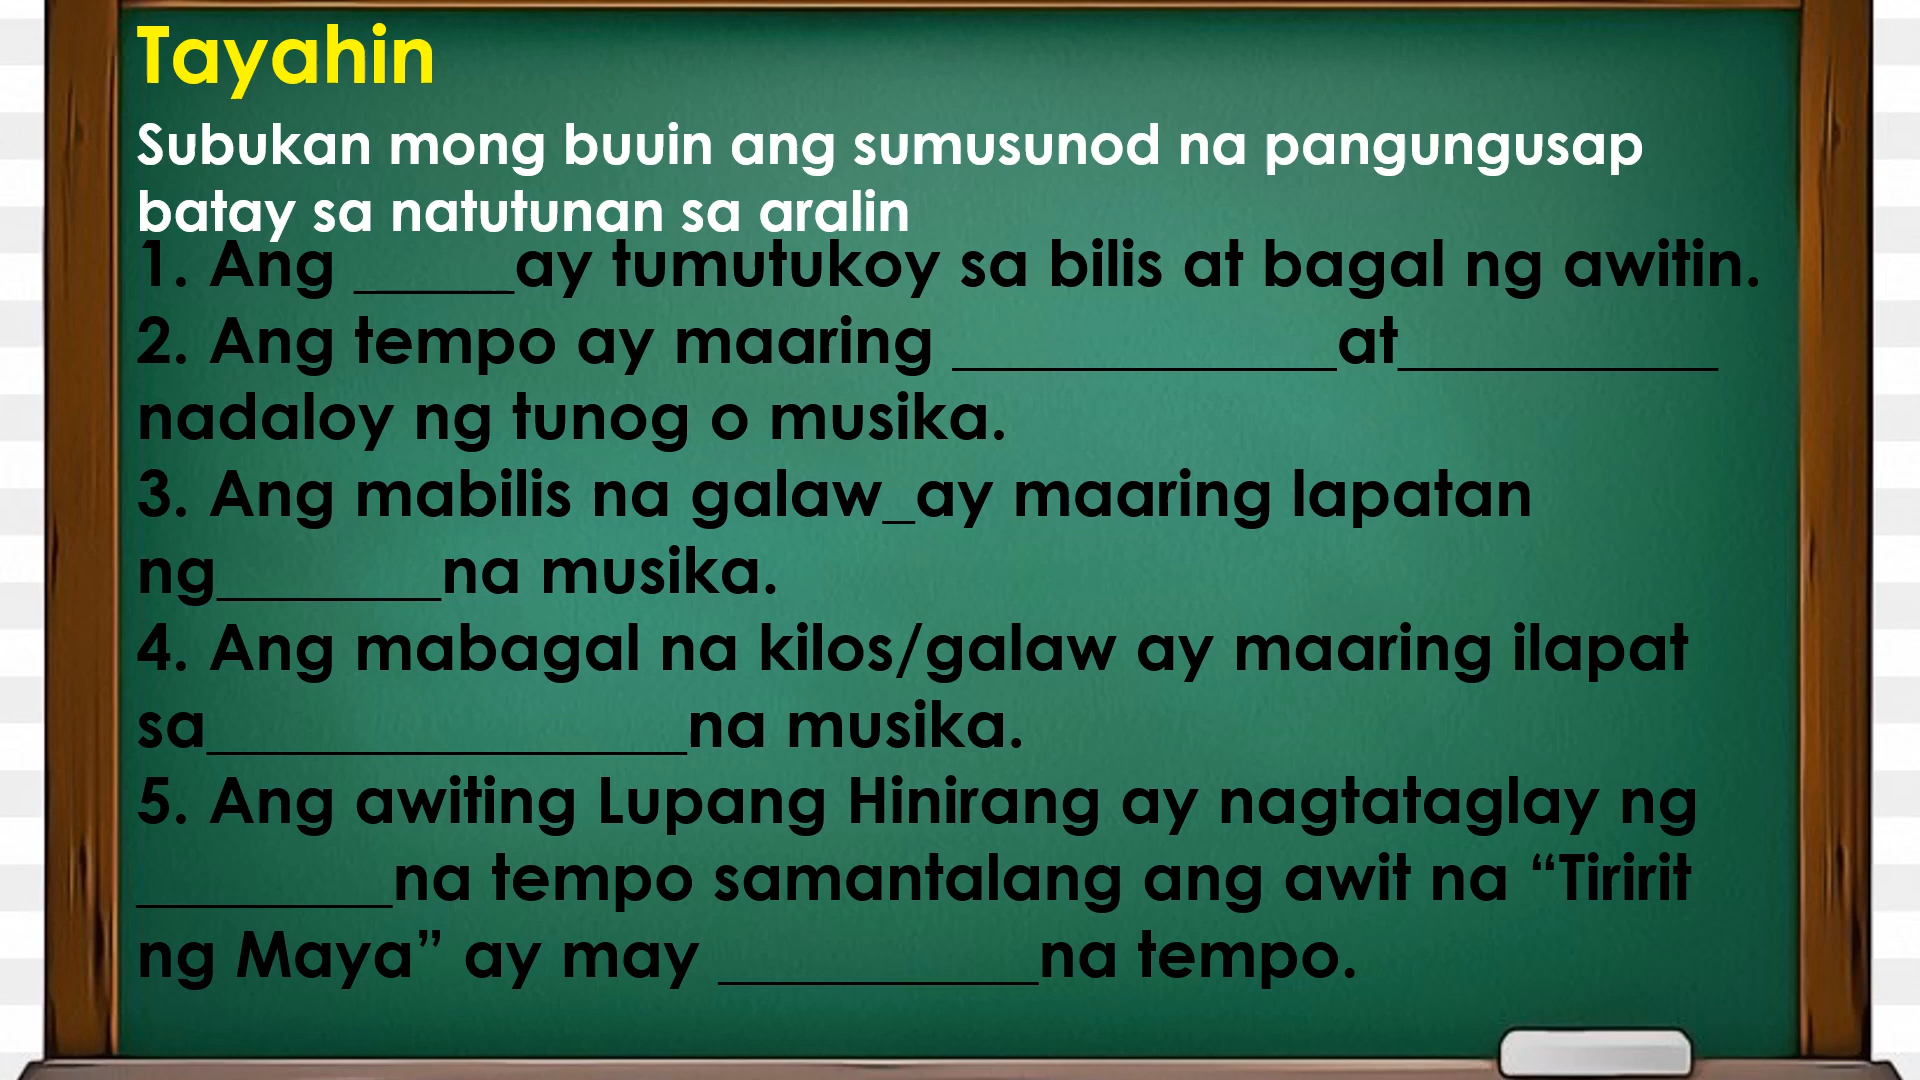 Tayahin
Subukan mong buuin ang sumusunod na pangungusap
batay sa natutunan sa aralin
1. Ang _____ay tumutukoy sa bilis at bagal ng awitin.
2. Ang tempo ay maaring ____________at__________
nadaloy ng tunog o musika.
3. Ang mabilis na galaw_ay maaring lapatan
ng_______na musika.
4. Ang mabagal na kilos/galaw ay maaring ilapat
sa_______________na musika.
5. Ang awiting Lupang Hinirang ay nagtataglay ng
________na tempo samantalang ang awit na “Tiririt
ng Maya” ay may __________na tempo.